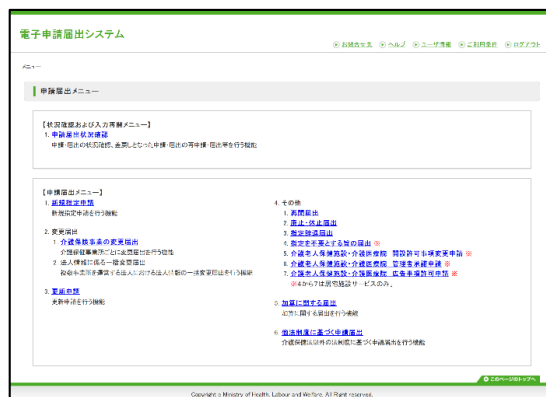 電子申請届出システム
お問合せ先 ヘルプ ユーザ情報 ご利用条件 ログアウト
メニュー
申請届出メニュー
【状況確認および入力再開メニュー】
1. 申請届出状況確認
申請・届出の状況確認、差戻しとなった申請・届出の再申請・届出等を行う機能
【申請届出メニュー】
1. 新規指定申請
新規指定申請を行う機能
2. 変更届出
1. 介護保険事業の変更届出
介護保険事業所ごとに変更届出を行う機能
2. 法人情報に係る一括変更届出
複数事業所を運営する法人における法人情報の一括変更届出を行う機能
3. 更新申請
更新申請を行う機能
4. その他
1. 再開届出
2. 廃止・休止届出
3. 指定辞退届出
4. 指定を不要とする旨の届出 ※
5. 介護老人保健施設・介護医療院 開設許可事項変更申請 ※
6. 介護老人保健施設・介護医療院 管理者承認申請 ※
7. 介護老人保健施設・介護医療院 広告事項許可申請 ※
※4から7は居宅施設サービスのみ。
5. 加算に関する届出
加算に関する届出を行う機能
6. 他法制度に基づく申請届出
介護保険法以外の法制度に基づく申請届出を行う機能
このページのトップへ
Copyright © Ministry of Health, Labour and Welfare, All Right reserved.